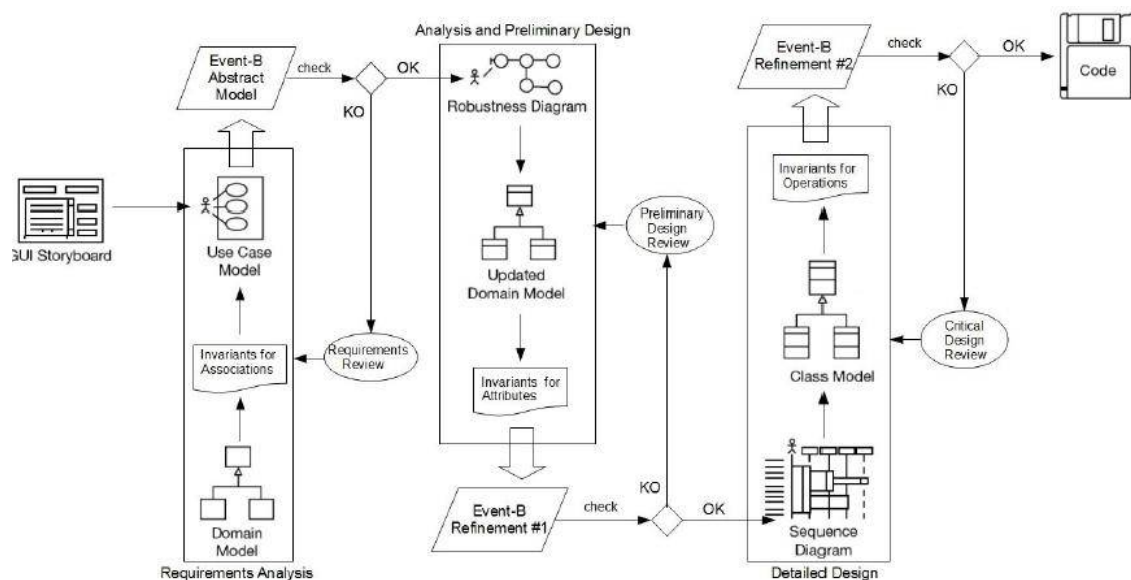 Analysis and Preliminary Design
Event-B
Abstract
Model
check
OK
KO
Robustness Diagram
Event-B
Refinement #2
check
OK
KO
Code
GUI Storyboard
Use Case
Model
Invariants for
Associations
Requirements
Review
Domain
Model
Requirements Analysis
Updated
Domain Model
Preliminary
Design
Review
Invariants for
Attributes
Event-B
Refinement #1
check
KO
OK
Invariants for
Operations
Class Model
Critical
Design
Review
Sequence
Diagram
Detailed Design